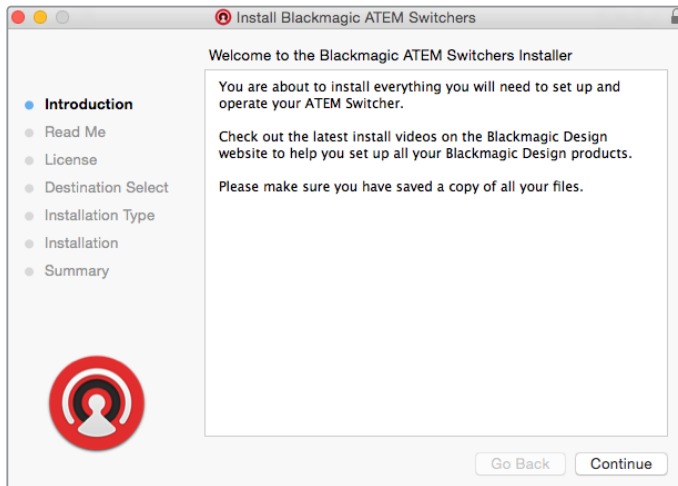 Install Blackmagic ATEM Switchers
Welcome to the Blackmagic ATEM Switchers Installer
Introduction
Read Me
License
Destination Select
Installation Type
Installation
Summary
You are about to install everything you will need to set up and
operate your ATEM Switcher.
Check out the latest install videos on the Blackmagic Design
website to help you set up all your Blackmagic Design products.
Please make sure you have saved a copy of all your files.
Go Back
Continue